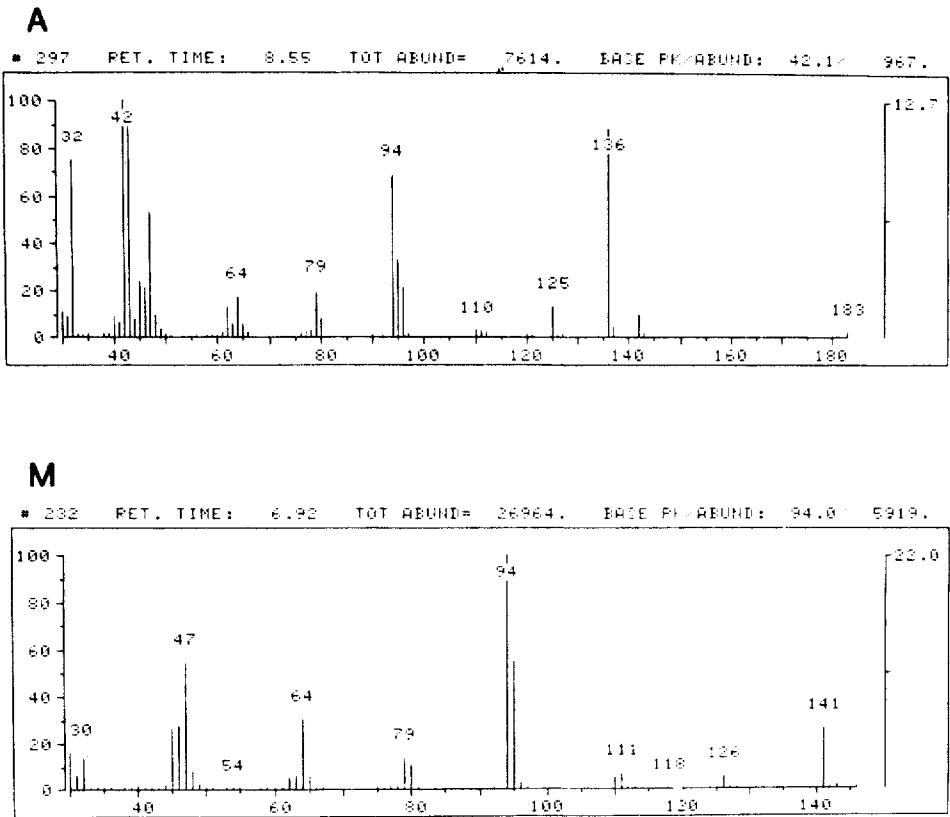 A
# 297 RET. TIME: 8.55 TOT ABUND= 7614. BASE PK/ABUND: 42.1/ 967.
100 12.7
42 136
32
80
94
60
40
64 79
20 110 125 183
0
40 60 80 100 120 140 160 180
M
# 232 RET. TIME: 6.92 TOT ABUND= 26964. BASE PK/ABUND: 94.0 5919.
100 22.0
94
80
47
60
40 64
30 79 141
20 54 111 118 126
0
40 60 80 100 120 140